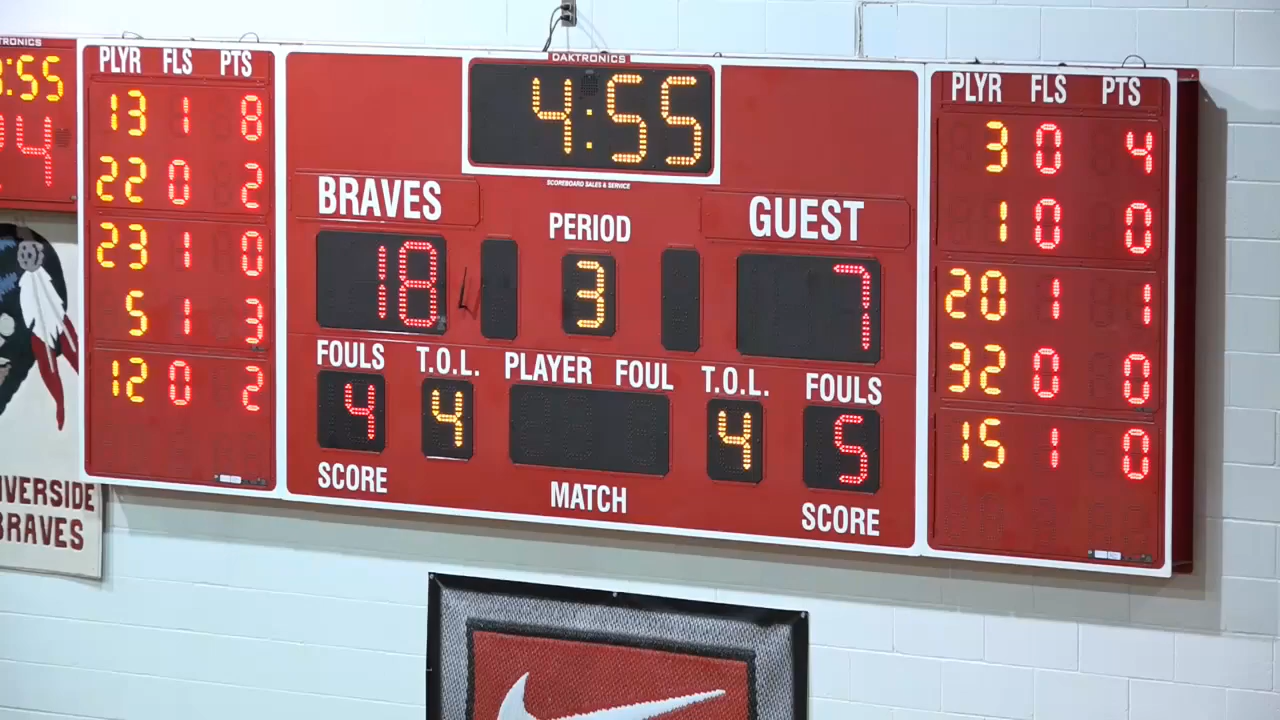 TRONICS
:55
4
PLYR FLS PTS
13 1 8
22 0 2
23 1 0
5 1 3
12 0 2
DAKTRONICS
4:55
SCOREBOARD SALES & SERVICE
BRAVES PERIOD GUEST
18 3 7
FOULS T.O.L. PLAYER FOUL T.O.L. FOULS
4 4 4 5
SCORE MATCH SCORE
PLYR FLS PTS
3 0 4
1 0 0
20 1 1
32 0 0
15 1 0
IVERSIDE
BRAVES